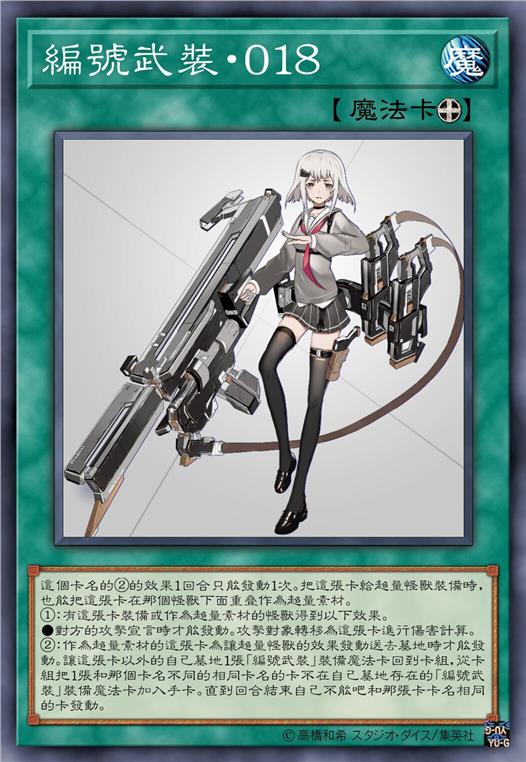 編號武裝・018
魔
【魔法卡】
這個卡名的②的效果1回合只能發動1次。把這張卡給超量怪獸裝備時，
也能把這張卡在那個怪獸下面重疊作為超量素材。
①：有這張卡裝備或作為超量素材的怪獸得到以下效果。
●對方的攻擊宣言時才能發動。攻擊對象轉移為這張卡進行傷害計算。
②：作為超量素材的這張卡為讓超量怪獸的效果發動送去墓地時才能發
動。讓這張卡以外的自己墓地1張「編號武裝」裝備魔法卡回到卡組，從卡
組把1張和那個卡名不同的相同卡名的卡不在自己墓地存在的「編號武
裝」裝備魔法卡加入手卡。直到回合結束自己不能吧和那張卡卡名相同
的卡發動。
©高橋和希 スタジオ・ダイス/集英社
YU-G
YU-G